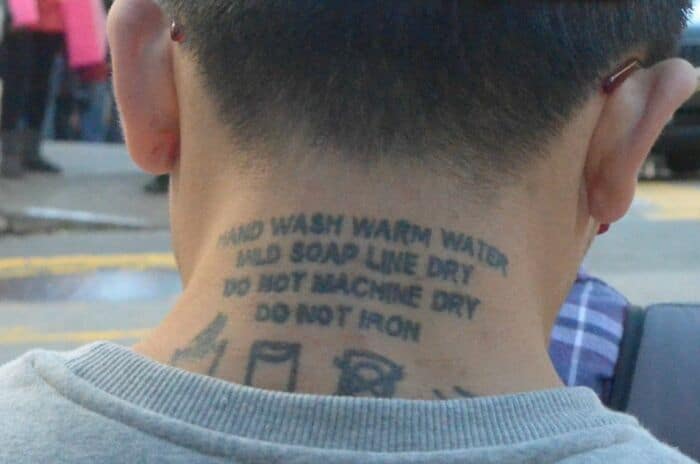 HAND WASH WARM WATER
MILD SOAP LINE DRY
DO NOT MACHINE DRY
DO NOT IRON